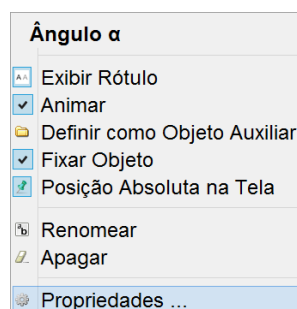 Ângulo α
Exibir Rótulo
Animar
Definir como Objeto Auxiliar
Fixar Objeto
Posição Absoluta na Tela
Renomear
Apagar
Propriedades ...